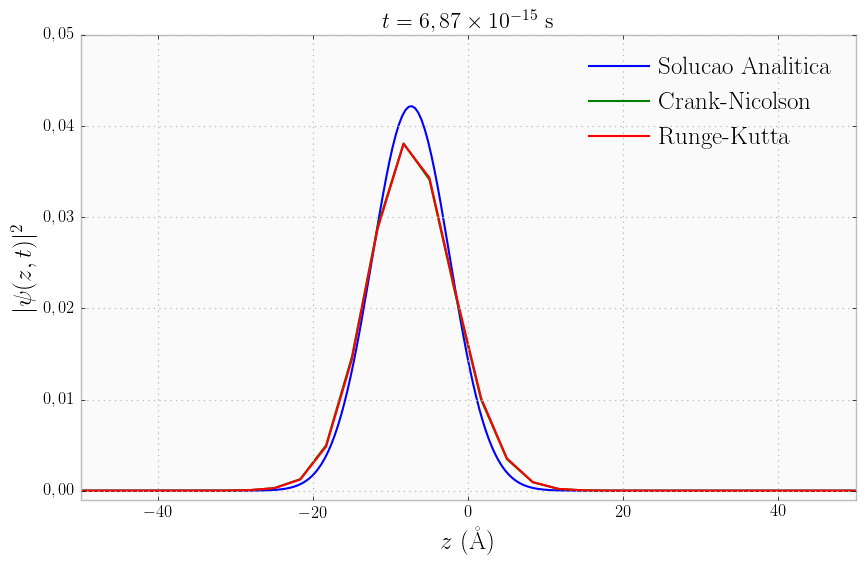 t = 6,87 × 10⁻¹⁵ s
0,05
0,04
0,03
0,02
0,01
0,00
|ψ(z, t)|²
Solucao Analitica
Crank-Nicolson
Runge-Kutta
−40 −20 0 20 40
z (Å)